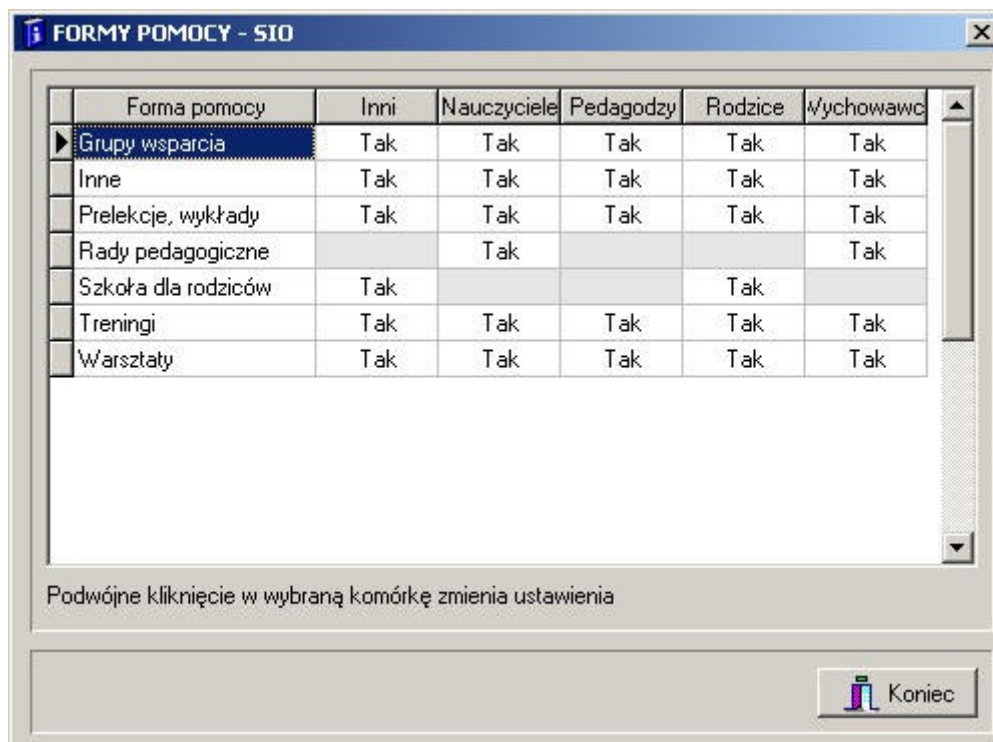 FORMY POMOCY - SIO
Forma pomocy Inni Nauczyciele Pedagodzy Rodzice Wychowawc
Grupy wsparcia Tak Tak Tak Tak Tak
Inne Tak Tak Tak Tak Tak
Prelekcje, wykłady Tak Tak Tak Tak Tak
Rady pedagogiczne Tak Tak
Szkoła dla rodziców Tak Tak
Treningi Tak Tak Tak Tak Tak
Warsztaty Tak Tak Tak Tak Tak
Podwójne kliknięcie w wybraną komórkę zmienia ustawienia
Koniec